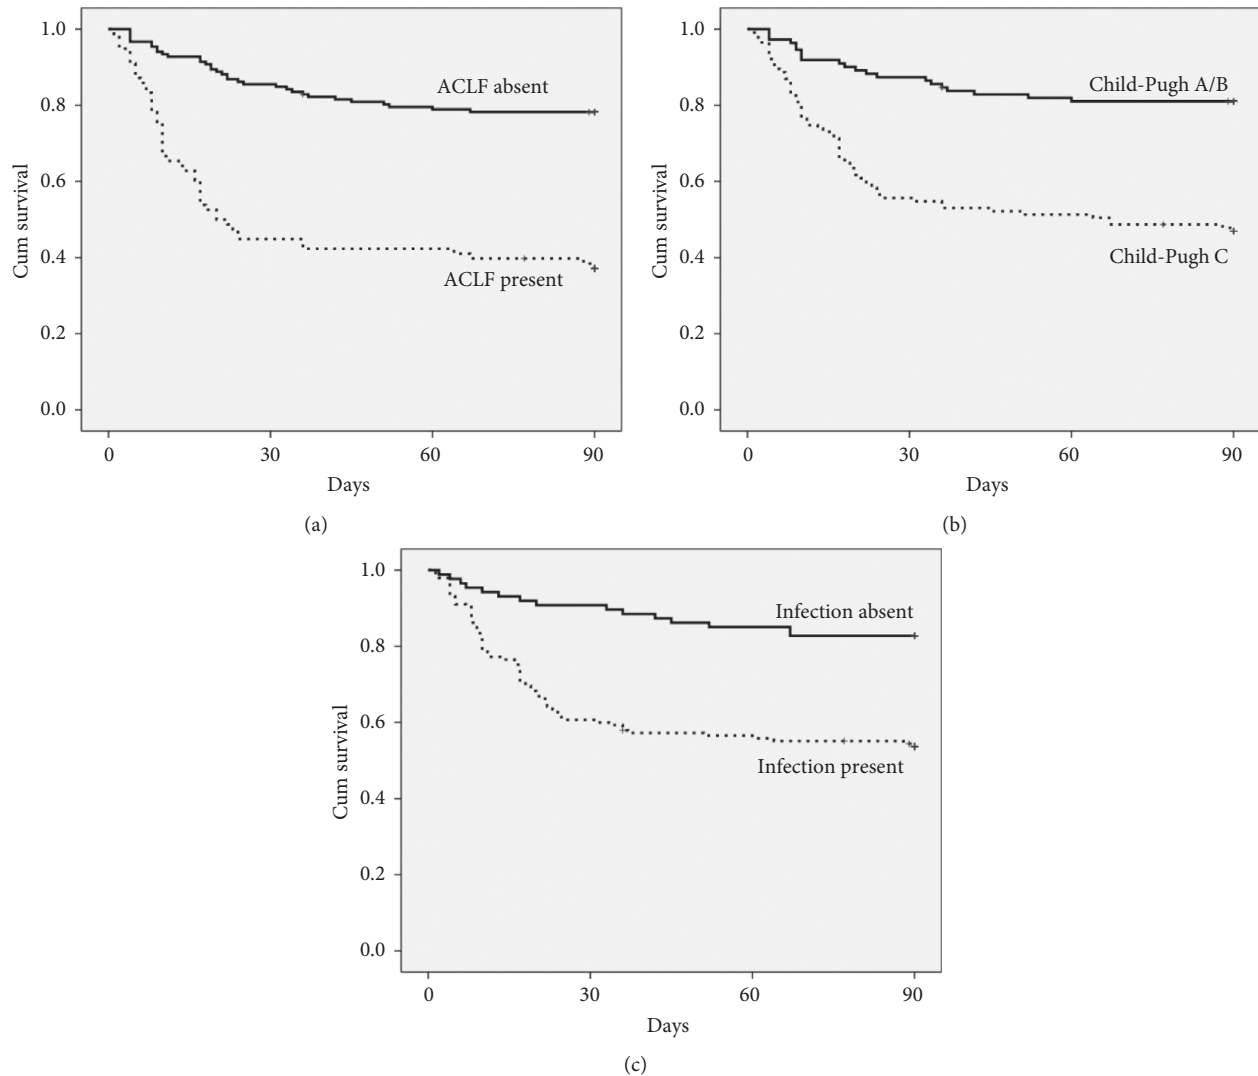 1.0
0.8
0.6
0.4
0.2
0.0
Cum survival
ACLF absent
ACLF present
0 30 60 90
Days
(a)
1.0
0.8
0.6
0.4
0.2
0.0
Cum survival
Child-Pugh A/B
Child-Pugh C
0 30 60 90
Days
(b)
1.0
0.8
0.6
0.4
0.2
0.0
Cum survival
Infection absent
Infection present
0 30 60 90
Days
(c)